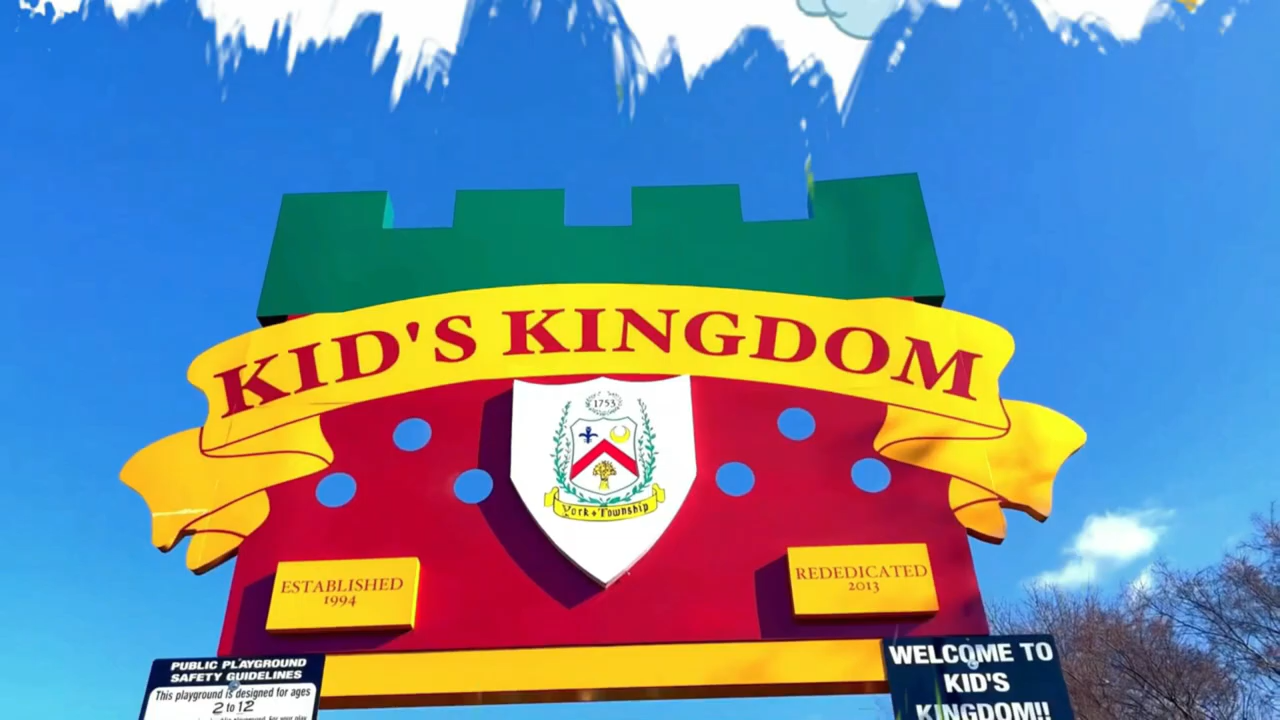 KID'S KINGDOM
1753
York + Township
ESTABLISHED
1994
REDEDICATED
2013
PUBLIC PLAYGROUND
SAFETY GUIDELINES
This playground is designed for ages
2 to 12
WELCOME TO
KID'S
KINGDOM!!